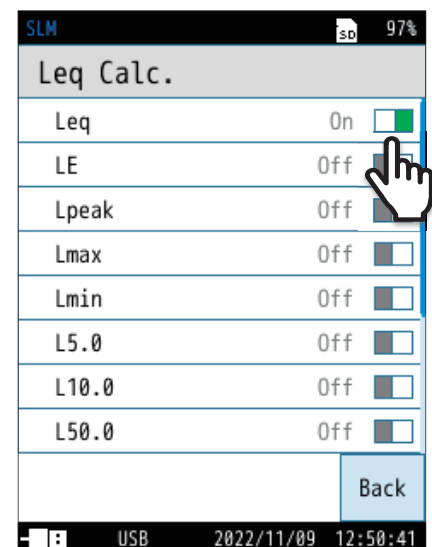 SLM SD 97%
Leq Calc.
Leq On
LE Off
Lpeak Off
Lmax Off
Lmin Off
L5.0 Off
L10.0 Off
L50.0 Off
Back
USB 2022/11/09 12:50:41